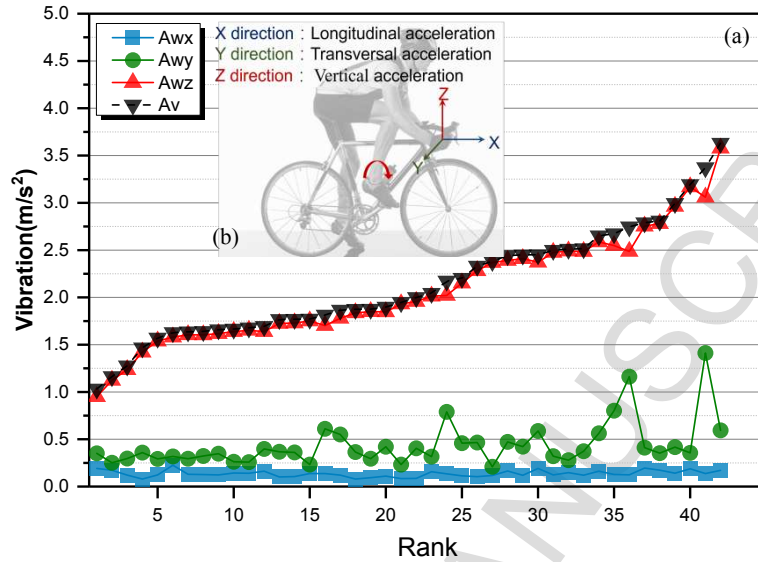 (a)
Awx
Awy
Awz
Av
X direction : Longitudinal acceleration
Y direction : Transversal acceleration
Z direction : Vertical acceleration
Z
X
Y
(b)
5.0
4.5
4.0
3.5
3.0
2.5
2.0
1.5
1.0
0.5
0.0
Vibration(m/s²)
5 10 15 20 25 30 35 40
Rank